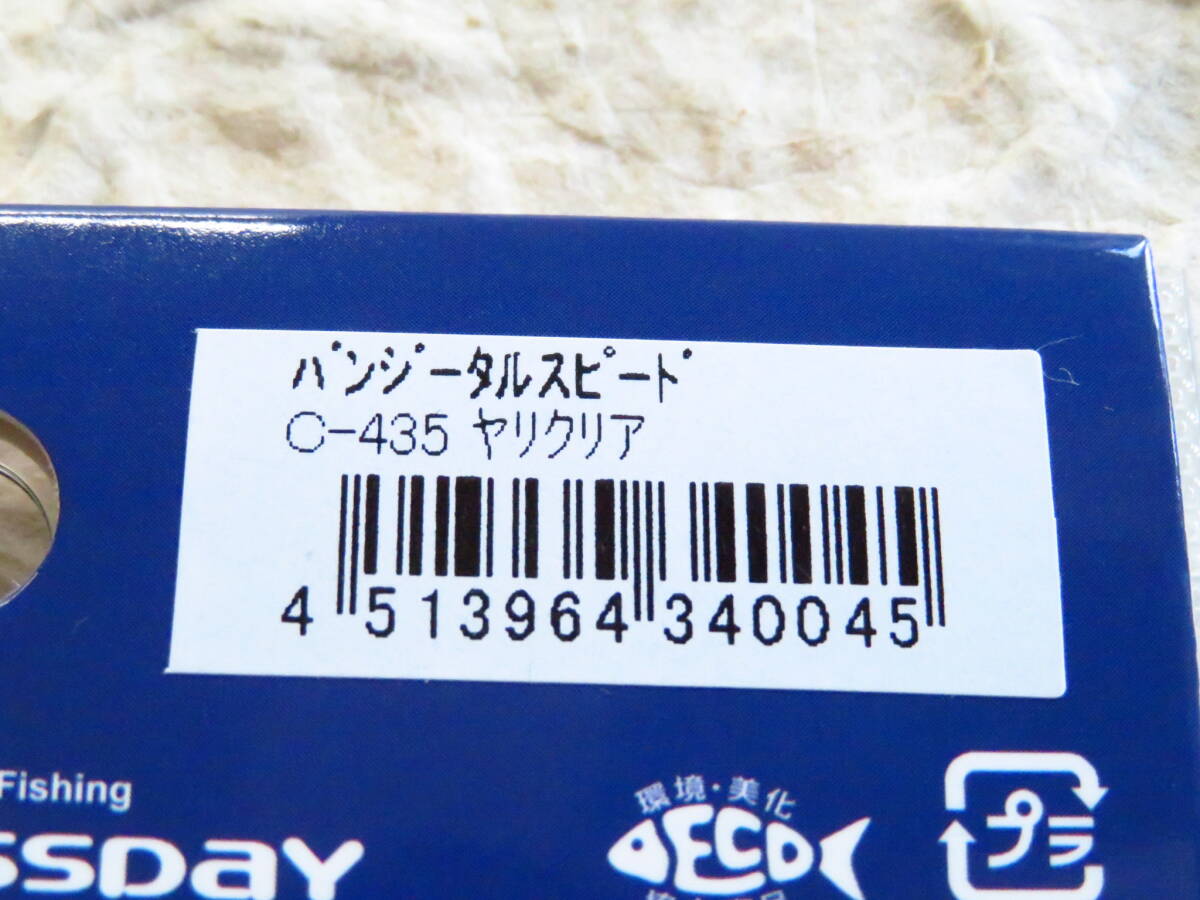 パンジータルスピード
C-435 ヤリクリア
4 513964 340045
Fishing
SSDAY
環境・美化
ECO
プラ